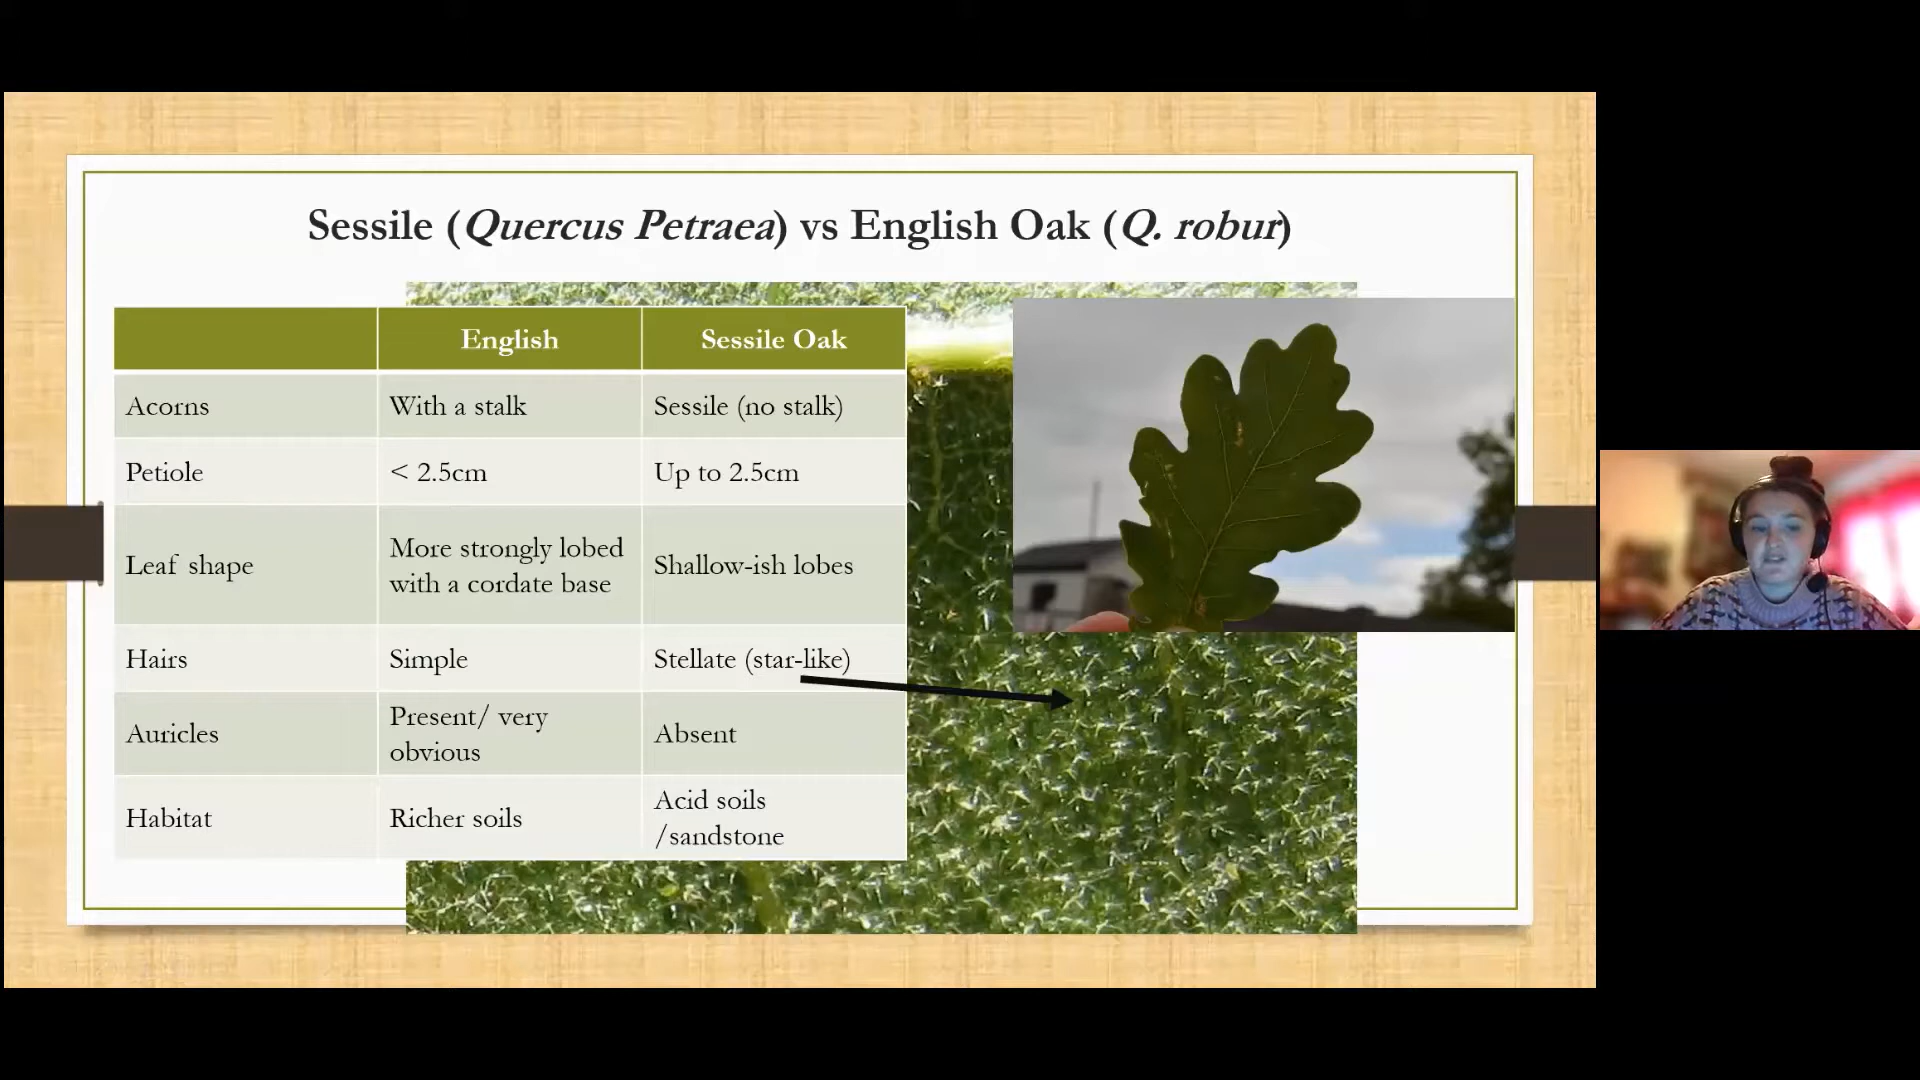 Sessile (Quercus Petraea) vs English Oak (Q. robur)
English
Sessile Oak
Acorns
With a stalk
Sessile (no stalk)
Petiole
< 2.5cm
Up to 2.5cm
Leaf shape
More strongly lobed
with a cordate base
Shallow-ish lobes
Hairs
Simple
Stellate (star-like)
Auricles
Present/ very
obvious
Absent
Habitat
Richer soils
Acid soils
/sandstone